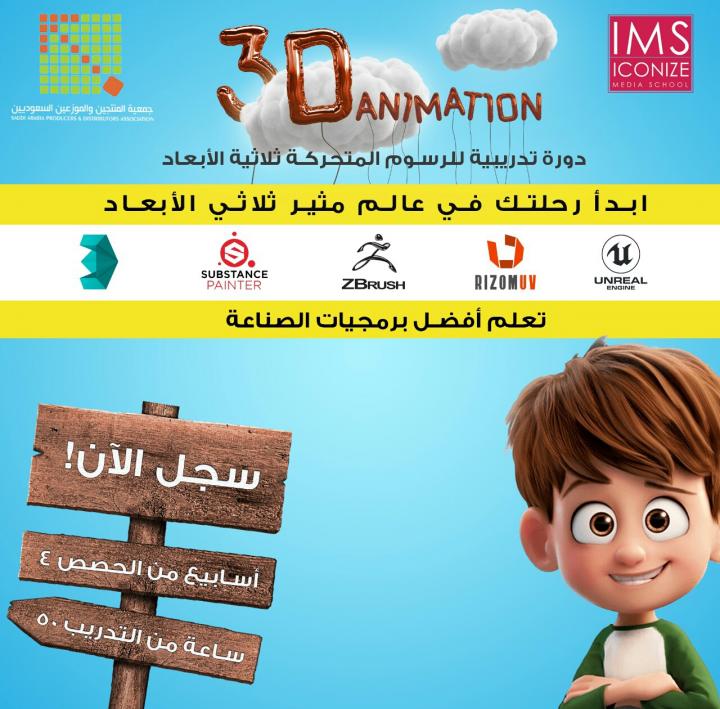 جمعية المنتجين والموزعين السعوديين
SAUDI ARABIA PRODUCERS & DISTRIBUTORS ASSOCIATION
3D ANIMATION
IMS
ICONIZE
MEDIA SCHOOL
دورة تدريبية للرسوم المتحركة ثلاثية الأبعاد
ابدأ رحلتك في عالم مثير ثلاثي الأبعاد
SUBSTANCE
PAINTER
ZBRUSH
RIZOMUV
UNREAL
ENGINE
تعلم أفضل برمجيات الصناعة
سجل الآن!
أسابيع من الحصص ٤
ساعة من التدريب ٥٠